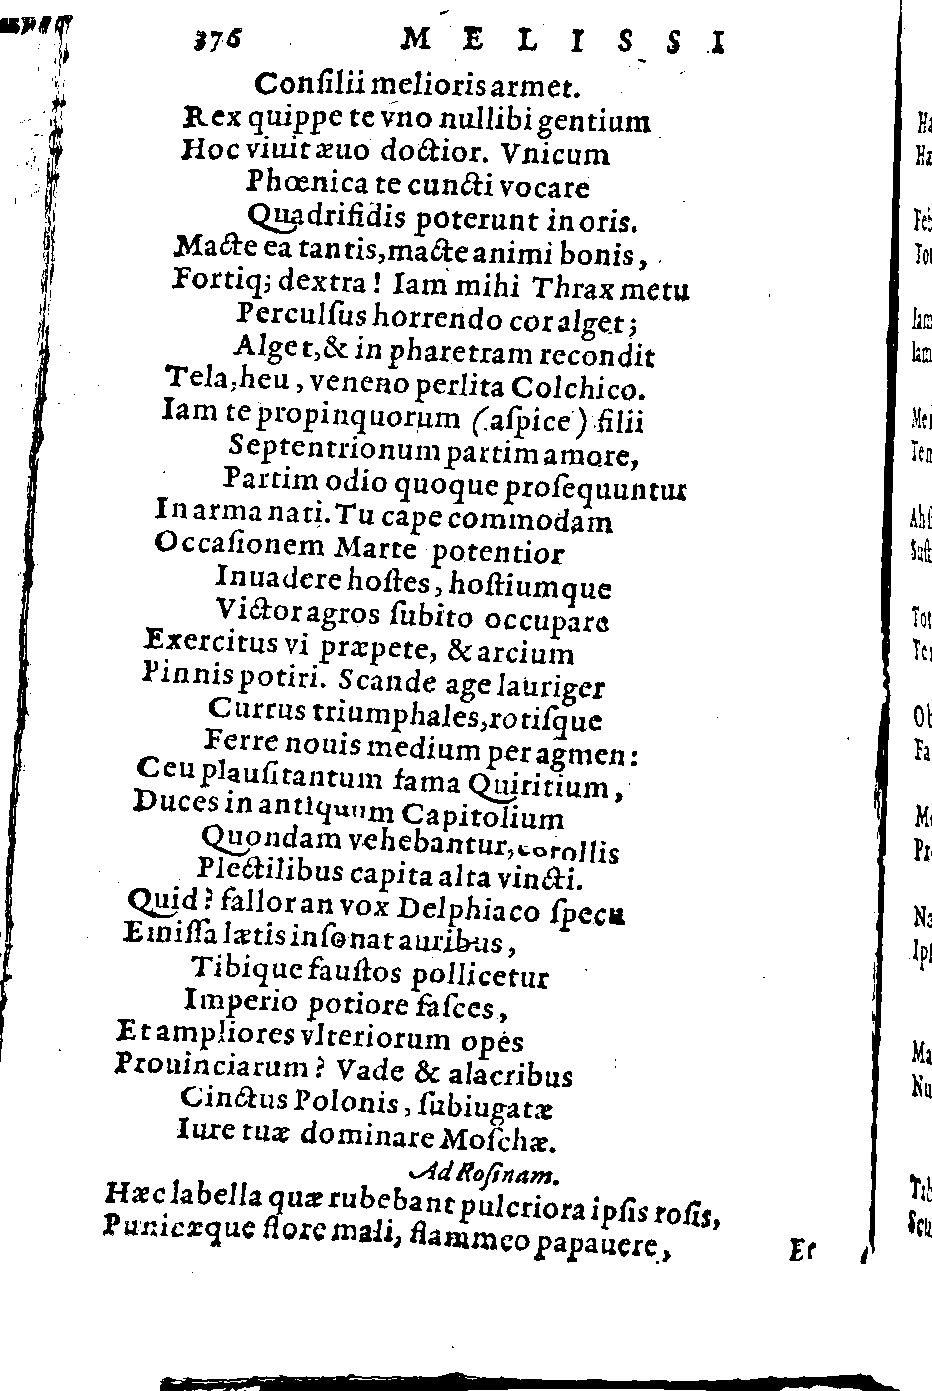 376 MELISSI
Conſilii melioris armet.
Rex quippe te vno nullibi gentium
Hoc viuit æuo doctior. Vnicum
Phœnica te cuncti vocare
Quadrifidis poterunt in oris.
Macte ea tantis, macte animi bonis,
Fortiq; dextra! Iam mihi Thrax metu
Perculſus horrendo cor alget;
Alget, & in pharetram recondit
Tela, heu, veneno perlita Colchico.
Iam te propinquorum (aſpice) filii
Septentrionum partim amore,
Partim odio quoque proſequuntur
In arma nati. Tu cape commodam
Occaſionem Marte potentior
Inuadere hoſtes, hoſtiumque
Victor agros ſubito occupare
Exercitus vi præpete, & arcium
Pinnis potiri. Scande age lauriger
Currus triumphales, rotiſque
Ferre nouis medium per agmen:
Ceu plauſitantum fama Quiritium,
Duces in antiquum Capitolium
Quondam vehebantur, corollis
Plectilibus capita alta vincti.
Quid? fallor an vox Delphiaco ſpecu
Emiſſa lætis inſonat auribus,
Tibique fauſtos pollicetur
Imperio potiore faſces,
Et ampliores vlteriorum opes
Prouinciarum? Vade & alacribus
Cinctus Polonis, ſubiugatæ
Iure tuæ dominare Moſchæ.
Ad Roſinam.
Hæc labella quæ rubebant pulcriora ipſis roſis,
Punicæque flore mali, flammeo papauere,
Et